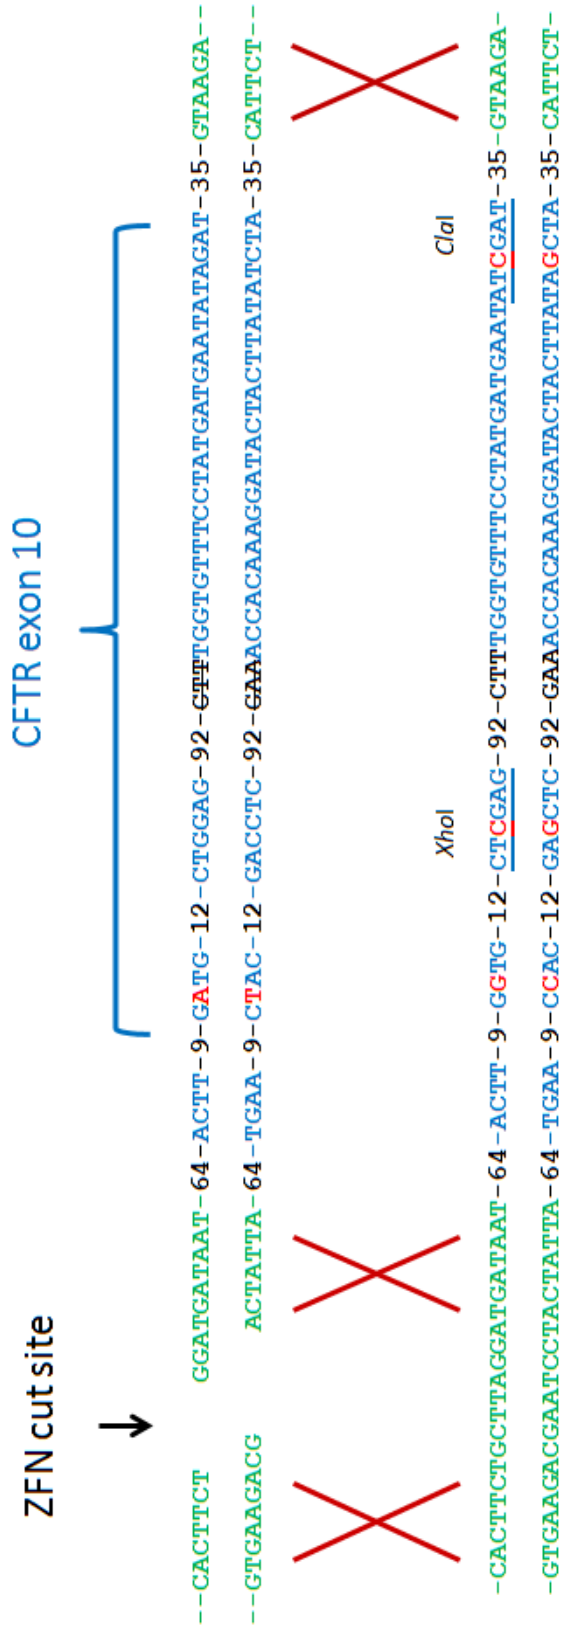 CFTR exon 10
ZFN cut site
--CACTTCT GGATGATAAT-64-ACTT-9-GATG-12-CTGGAG-92-CTTTGGTGTTTCCTATGATGAATATAGAT-35-GTAAGA--
---GTGAAGACG ACTATTA-64-TGAA-9-CTAC-12-GACCTC-92-GAAACCACAAAGGATACTACTTATATCTA-35-CATTCT---
XhoI ClaI
-CACTTCTGCTTAGGATGATAAT-64-ACTT-9-GGTG-12-CTCGAG-92-CTTTGGTGTTTCCTATGATGAATATCGAT-35-GTAAGA-
-GTGAAGACGAATCCTACTATTA-64-TGAA-9-CCAC-12-GAGCTC-92-GAAACCACAAAGGATACTACTTATAGCTA-35-CATTCT-